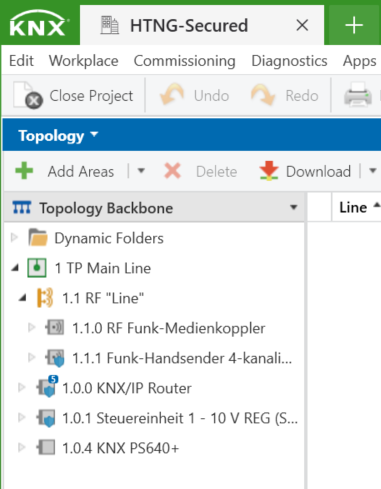 KNX HTNG-Secured
Edit Workplace Commissioning Diagnostics Apps
Close Project Undo Redo
Topology
Add Areas Delete Download
Topology Backbone Line
Dynamic Folders
1 TP Main Line
1.1 RF "Line"
1.1.0 RF Funk-Medienkoppler
1.1.1 Funk-Handsender 4-kanali...
5
1.0.0 KNX/IP Router
1.0.1 Steuereinheit 1 - 10 V REG (S...
1.0.4 KNX PS640+